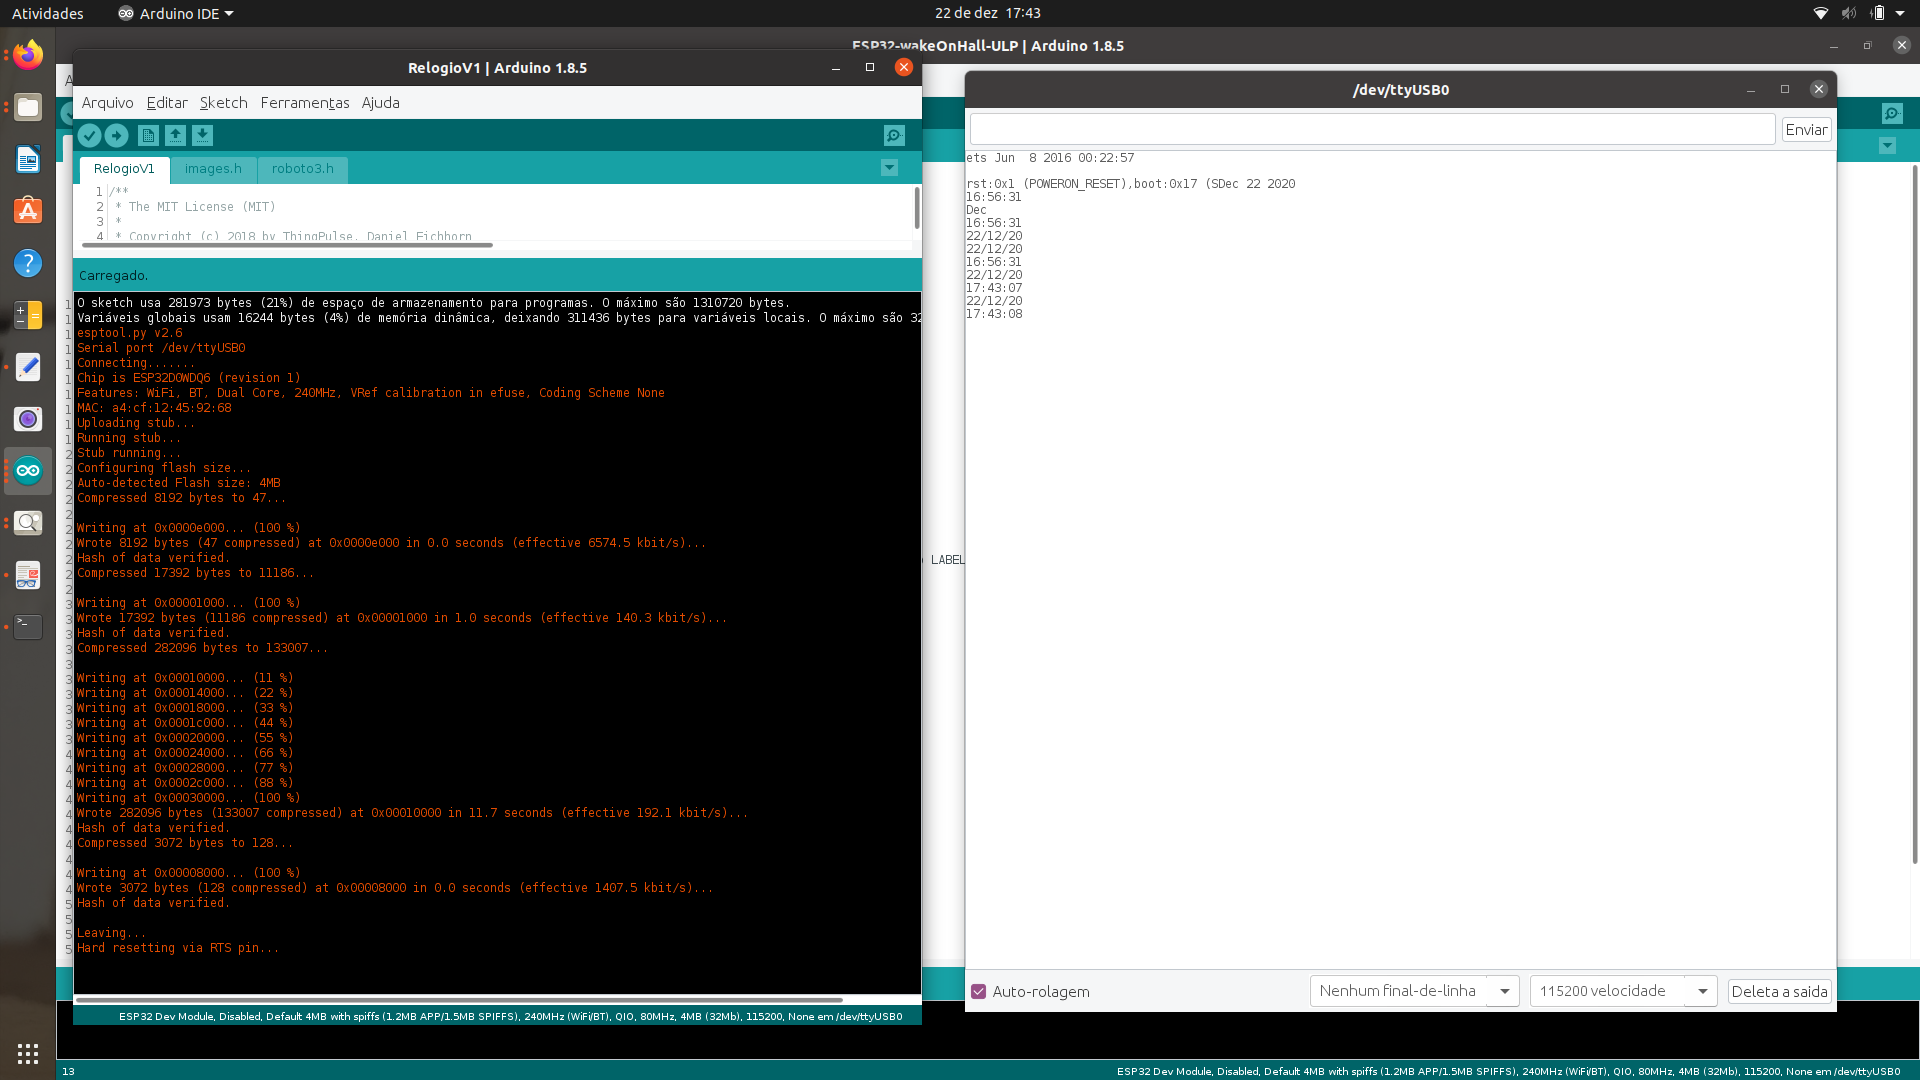 Atividades
Arduino IDE
22 de dez 17:43
ESP32-wakeOnHall-ULP | Arduino 1.8.5
RelogioV1 | Arduino 1.8.5
Arquivo Editar Sketch Ferramentas Ajuda
RelogioV1 images.h roboto3.h
1 /**
2 * The MIT License (MIT)
3 *
4 * Copyright (c) 2018 by ThingPulse, Daniel Eichhorn
Carregado.
O sketch usa 281973 bytes (21%) de espaço de armazenamento para programas. O máximo são 1310720 bytes.
Variáveis globais usam 16244 bytes (4%) de memória dinâmica, deixando 311436 bytes para variáveis locais. O máximo são 32
esptool.py v2.6
Serial port /dev/ttyUSB0
Connecting.......
Chip is ESP32D0WDQ6 (revision 1)
Features: WiFi, BT, Dual Core, 240MHz, VRef calibration in efuse, Coding Scheme None
MAC: a4:cf:12:45:92:68
Uploading stub...
Running stub...
Stub running...
Configuring flash size...
Auto-detected Flash size: 4MB
Compressed 8192 bytes to 47...
Writing at 0x0000e000... (100 %)
Wrote 8192 bytes (47 compressed) at 0x0000e000 in 0.0 seconds (effective 6574.5 kbit/s)...
Hash of data verified.
Compressed 17392 bytes to 11186...
Writing at 0x00001000... (100 %)
Wrote 17392 bytes (11186 compressed) at 0x00001000 in 1.0 seconds (effective 140.3 kbit/s)...
Hash of data verified.
Compressed 282096 bytes to 133007...
Writing at 0x00010000... (11 %)
Writing at 0x00014000... (22 %)
Writing at 0x00018000... (33 %)
Writing at 0x0001c000... (44 %)
Writing at 0x00020000... (55 %)
Writing at 0x00024000... (66 %)
Writing at 0x00028000... (77 %)
Writing at 0x0002c000... (88 %)
Writing at 0x00030000... (100 %)
Wrote 282096 bytes (133007 compressed) at 0x00010000 in 11.7 seconds (effective 192.1 kbit/s)...
Hash of data verified.
Compressed 3072 bytes to 128...
Writing at 0x00008000... (100 %)
Wrote 3072 bytes (128 compressed) at 0x00008000 in 0.0 seconds (effective 1407.5 kbit/s)...
Hash of data verified.
Leaving...
Hard resetting via RTS pin...
ESP32 Dev Module, Disabled, Default 4MB with spiffs (1.2MB APP/1.5MB SPIFFS), 240MHz (WiFi/BT), QIO, 80MHz, 4MB (32Mb), 115200, None em /dev/ttyUSB0
LABEL
/dev/ttyUSB0
Enviar
ets Jun  8 2016 00:22:57
rst:0x1 (POWERON_RESET),boot:0x17 (SDec 22 2020
16:56:31
Dec
16:56:31
22/12/20
22/12/20
16:56:31
22/12/20
17:43:07
22/12/20
17:43:08
Auto-rolagem
Nenhum final-de-linha
115200 velocidade
Deleta a saida
13
ESP32 Dev Module, Disabled, Default 4MB with spiffs (1.2MB APP/1.5MB SPIFFS), 240MHz (WiFi/BT), QIO, 80MHz, 4MB (32Mb), 115200, None em /dev/ttyUSB0